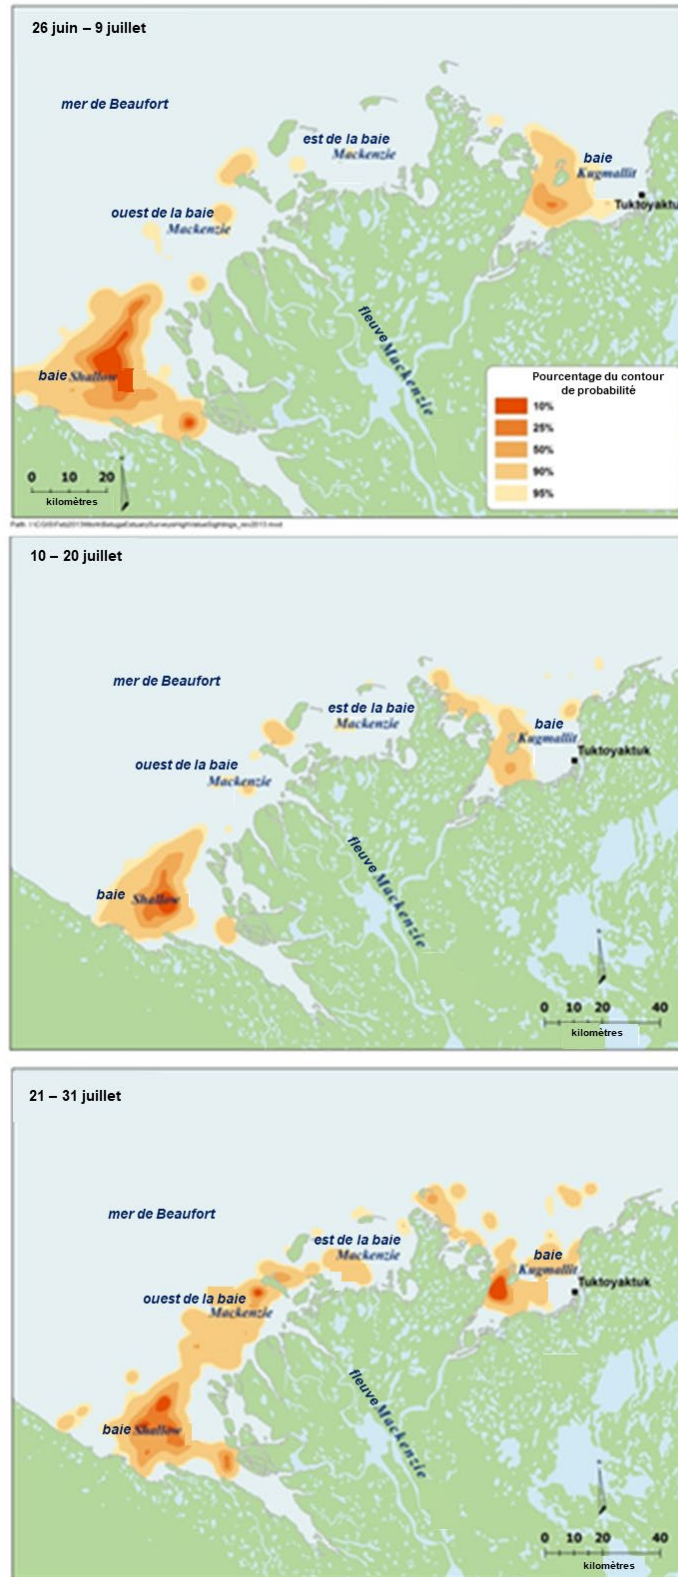 26 juin – 9 juillet
mer de Beaufort
est de la baie
Mackenzie
baie
Kugmallit
Tuktoyaktu
ouest de la baie
Mackenzie
fleuve Mackenzie
baie Shallow
Pourcentage du contour
de probabilité
10%
25%
50%
90%
95%
0 10 20
kilomètres
10 – 20 juillet
mer de Beaufort
est de la baie
Mackenzie
baie
Kugmallit
Tuktoyaktuk
ouest de la baie
Mackenzie
fleuve Mackenzie
baie Shallow
0 10 20 40
kilomètres
21 – 31 juillet
mer de Beaufort
est de la baie
Mackenzie
baie
Kugmallit
Tuktoyaktuk
ouest de la baie
Mackenzie
fleuve Mackenzie
baie Shallow
0 10 20 40
kilomètres